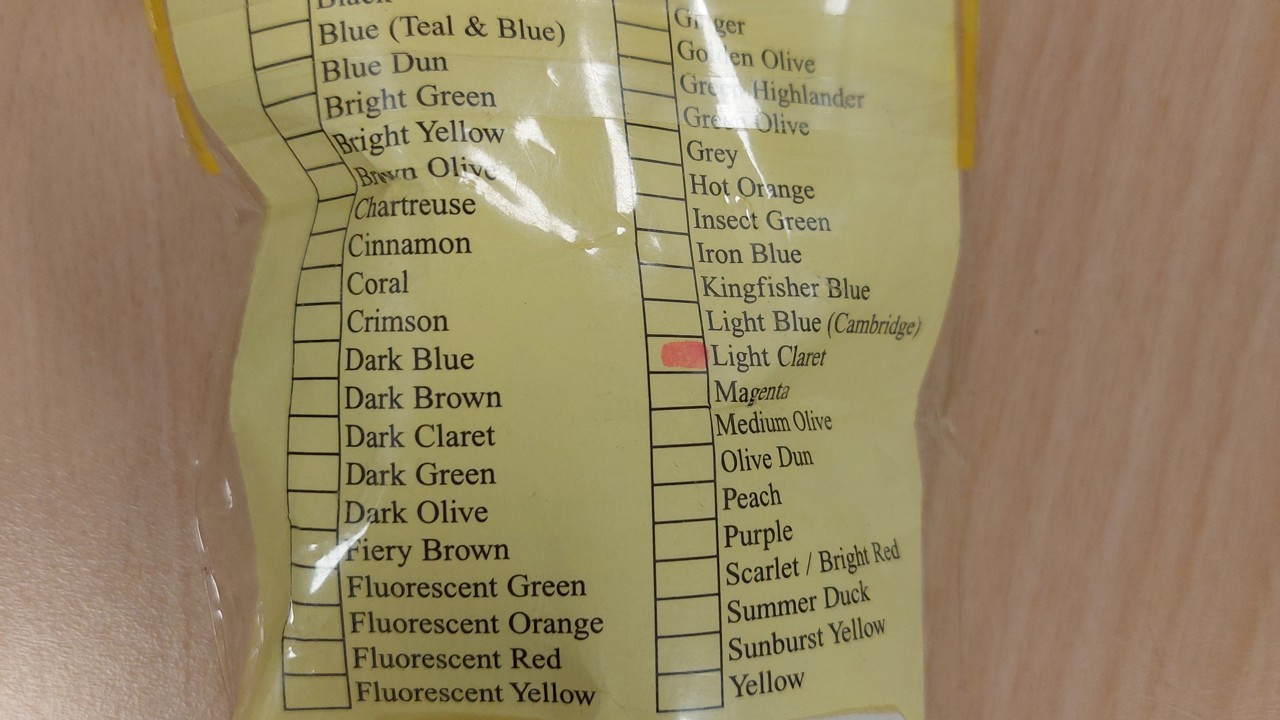 Black
Blue (Teal & Blue)
Blue Dun
Bright Green
Bright Yellow
Brown Olive
Chartreuse
Cinnamon
Coral
Crimson
Dark Blue
Dark Brown
Dark Claret
Dark Green
Dark Olive
Fiery Brown
Fluorescent Green
Fluorescent Orange
Fluorescent Red
Fluorescent Yellow
Ginger
Golden Olive
Green Highlander
Green Olive
Grey
Hot Orange
Insect Green
Iron Blue
Kingfisher Blue
Light Blue (Cambridge)
Light Claret
Magenta
Medium Olive
Olive Dun
Peach
Purple
Scarlet / Bright Red
Summer Duck
Sunburst Yellow
Yellow